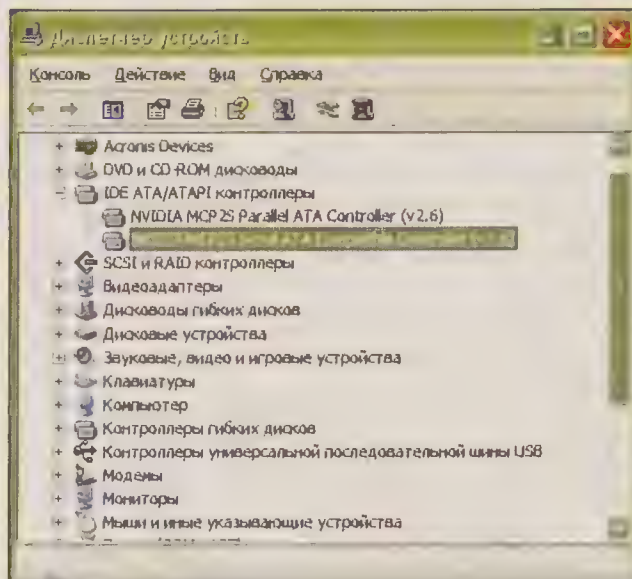 Диспетчер устройств
Консоль Действие Вид Справка
Acronis Devices
DVD и CD-ROM дисководы
IDE ATA/ATAPI контроллеры
NVIDIA MCP2S Parallel ATA Controller (v2.6)
SCSI и RAID контроллеры
Видеоадаптеры
Дисководы гибких дисков
Дисковые устройства
Звуковые, видео и игровые устройства
Клавиатуры
Компьютер
Контроллеры гибких дисков
Контроллеры универсальной последовательной шины USB
Модемы
Мониторы
Мыши и иные указывающие устройства